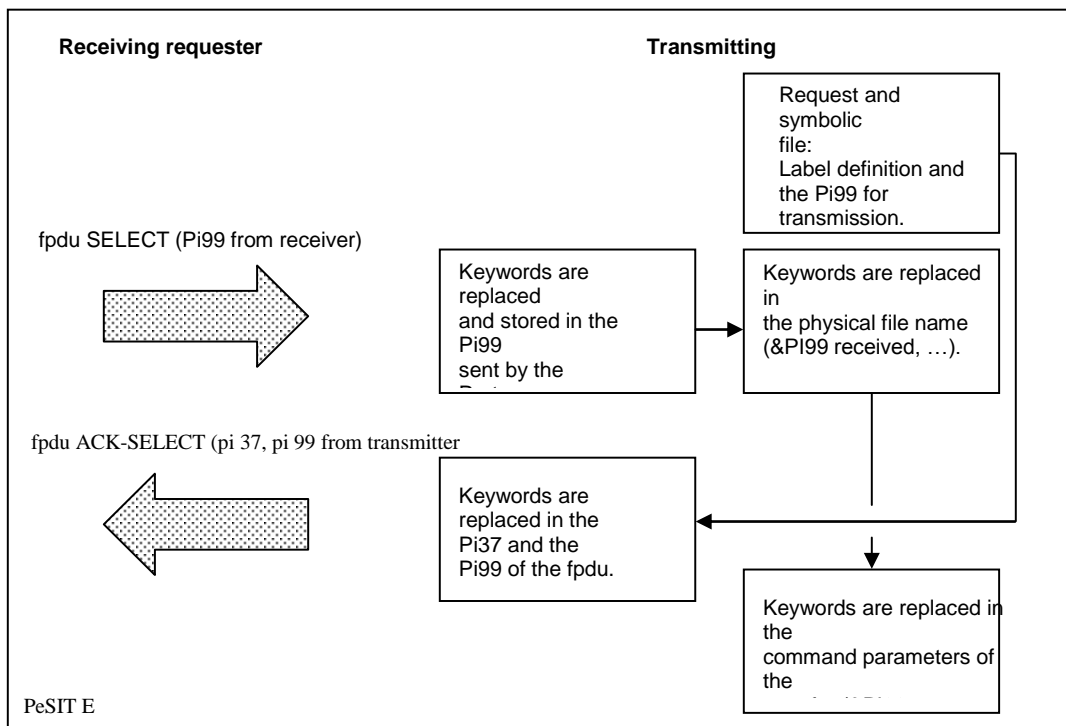 Receiving requester
Transmitting
Request and
symbolic
file:
Label definition and
the Pi99 for
transmission.
fpdu SELECT (Pi99 from receiver)
Keywords are
replaced
and stored in the
Pi99
sent by the
Keywords are replaced
in
the physical file name
(&PI99 received, …).
fpdu ACK-SELECT (pi 37, pi 99 from transmitter
Keywords are
replaced in the
Pi37 and the
Pi99 of the fpdu.
Keywords are replaced in
the
command parameters of
the
PeSIT E